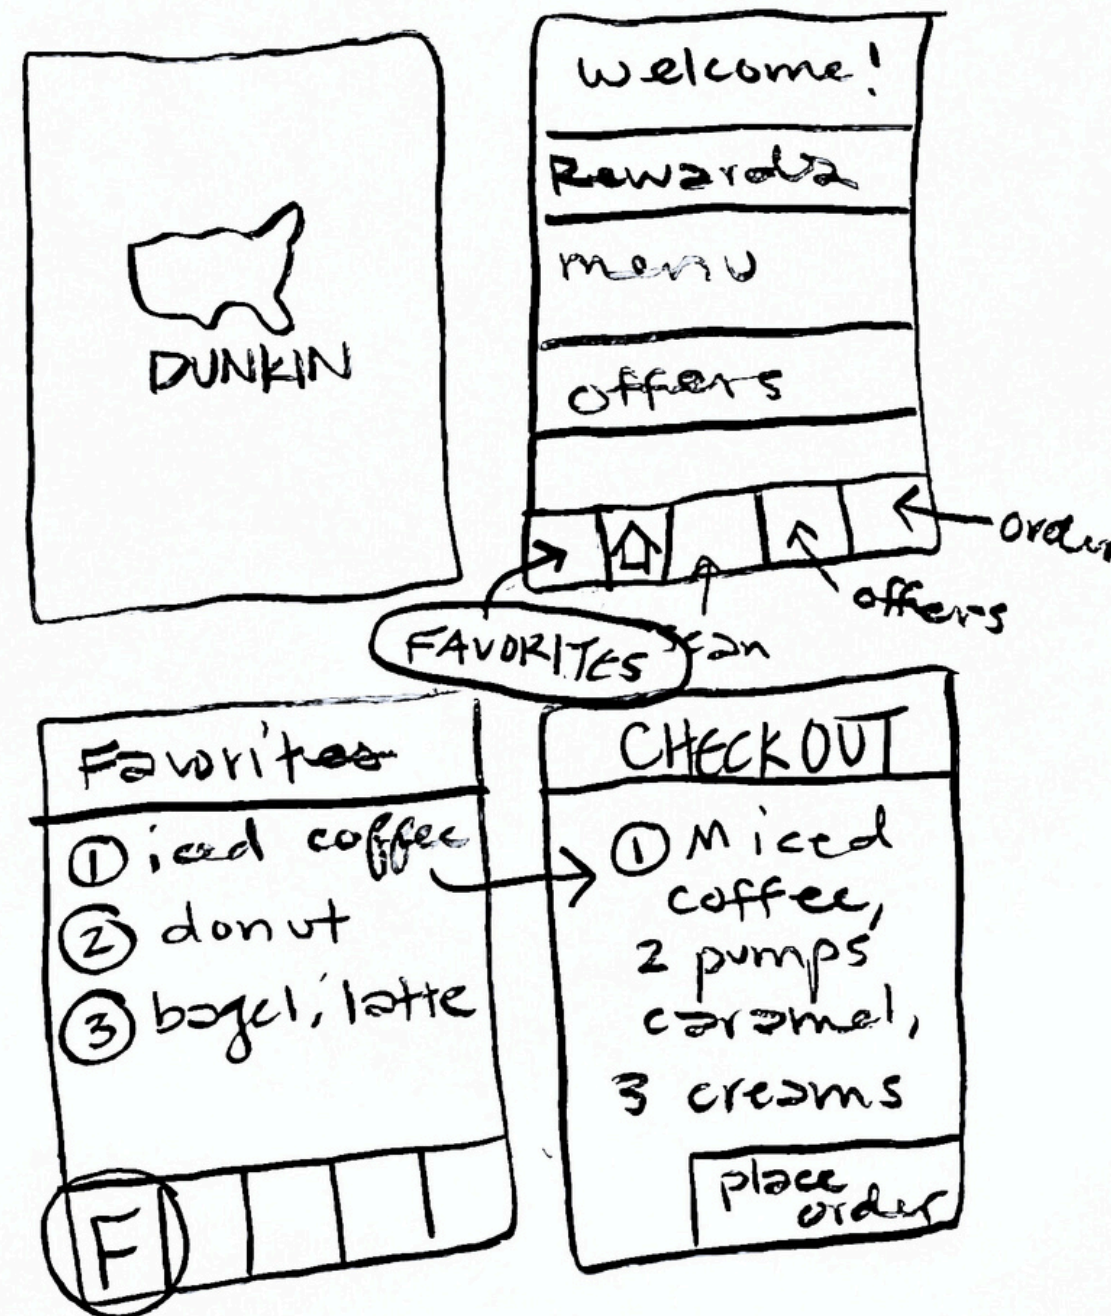 DUNKIN
welcome!
Rewards
menu
offers
order
offers
scan
FAVORITES
Favorites
① iced coffee
② donut
③ bagel, latte
F
CHECKOUT
① M iced
coffee,
2 pumps
caramel,
3 creams
place
order